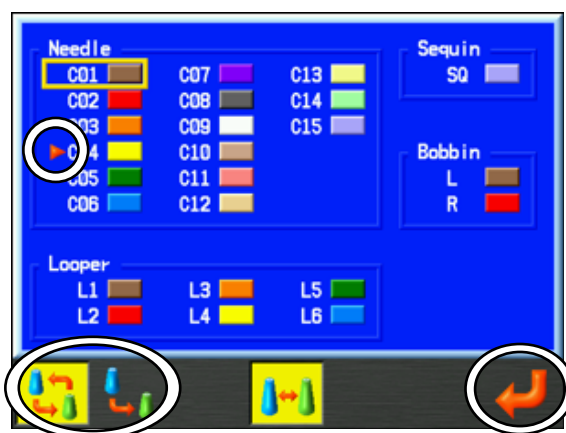 Needle
C01 C07 C13
C02 C08 C14
C03 C09 C15
C04 C10
C05 C11
C06 C12
Sequin
SQ
Bobbin
L
R
Looper
L1 L3 L5
L2 L4 L6